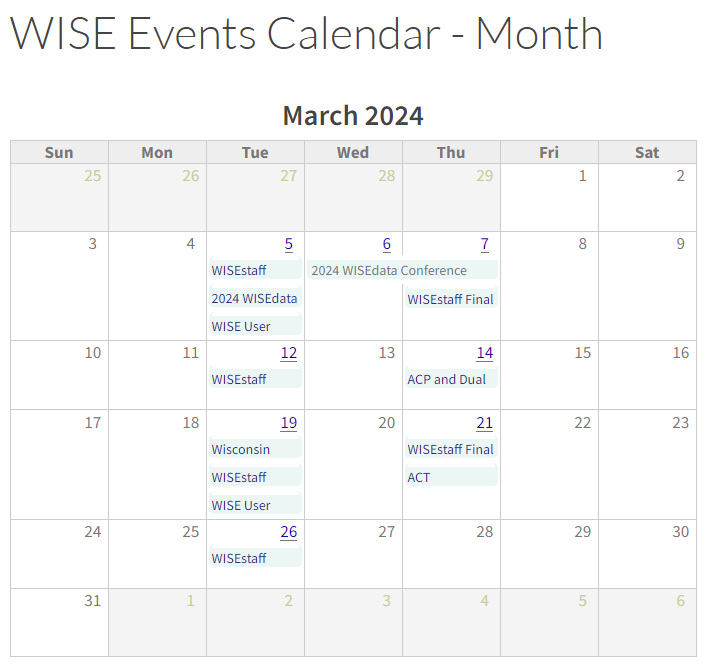 WISE Events Calendar - Month
March 2024
Sun Mon Tue Wed Thu Fri Sat
25 26 27 28 29 1 2
3 4 5 6 7 8 9
WISEstaff 2024 WISEdata Conference
2024 WISEdata WISEstaff Final
WISE User
10 11 12 13 14 15 16
WISEstaff ACP and Dual
17 18 19 20 21 22 23
Wisconsin WISEstaff Final
WISEstaff ACT
WISE User
24 25 26 27 28 29 30
WISEstaff
31 1 2 3 4 5 6